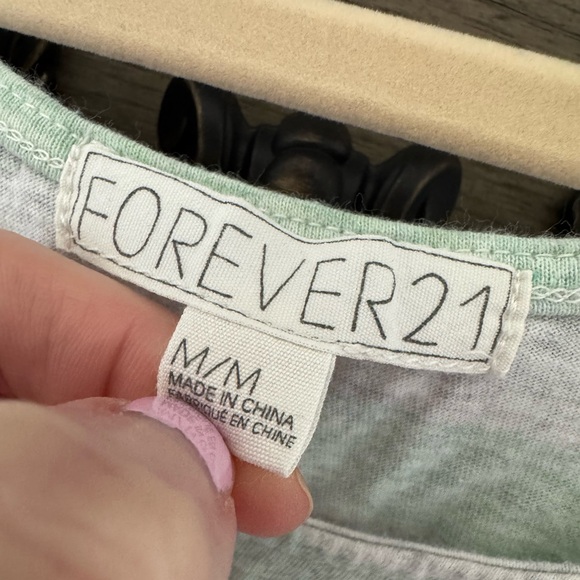 FOREVER21
M/M
MADE IN CHINA
FABRIQUÉ EN CHINE